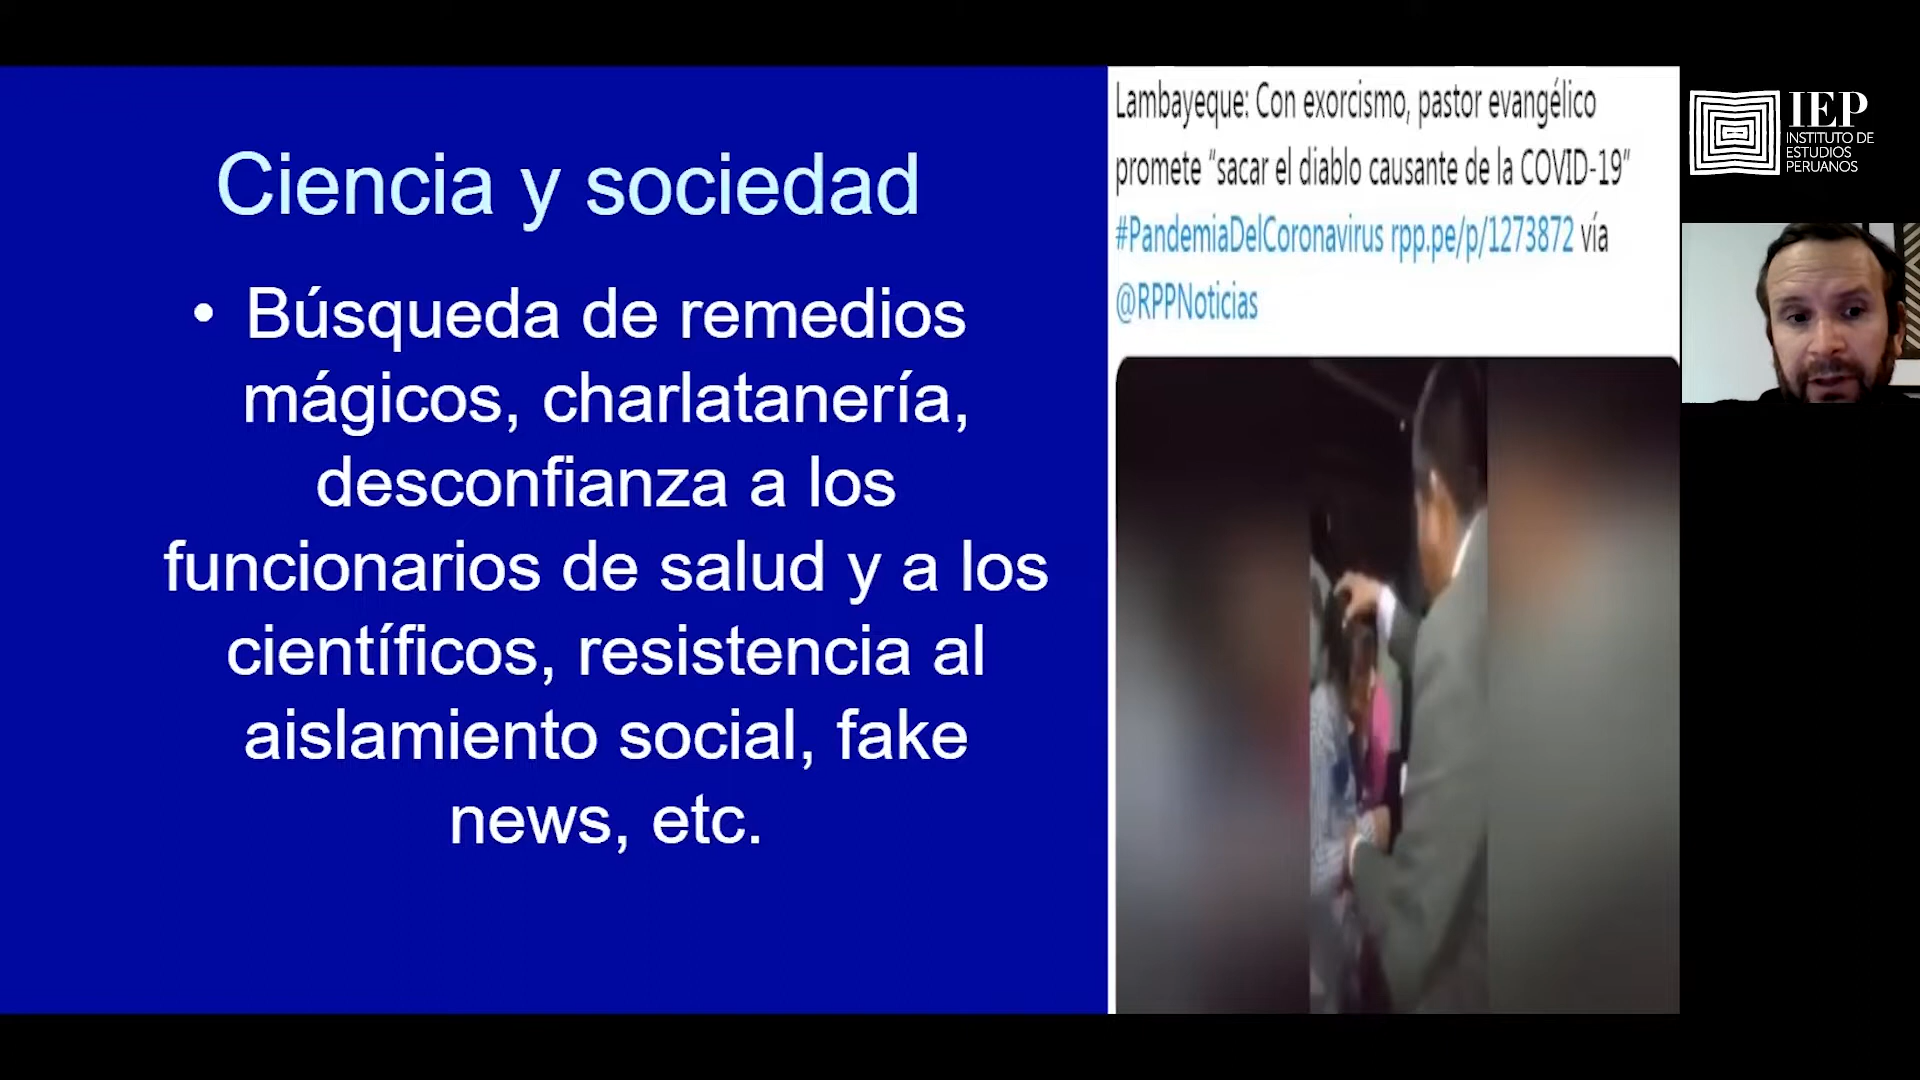 Ciencia y sociedad
• Búsqueda de remedios
mágicos, charlatanería,
desconfianza a los
funcionarios de salud y a los
científicos, resistencia al
aislamiento social, fake
news, etc.
Lambayeque: Con exorcismo, pastor evangélico
promete “sacar el diablo causante de la COVID-19”
#PandemiaDelCoronavirus rpp.pe/p/1273872 vía
@RPPNoticias
IEP
INSTITUTO DE
ESTUDIOS
PERUANOS